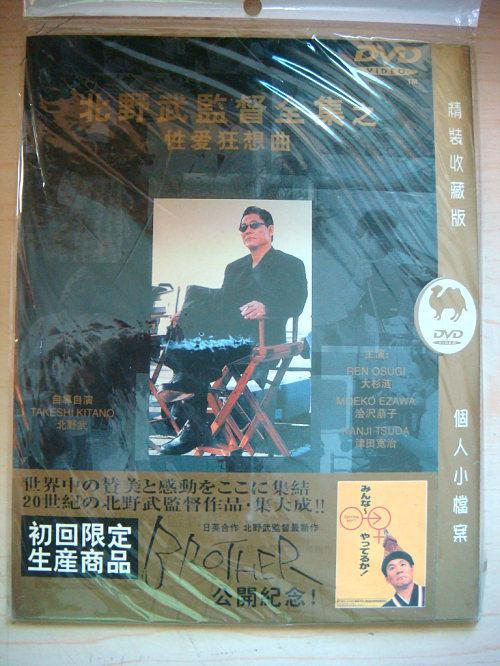 DVD
VIDEO
TM
北野武監督全集之
性愛狂想曲
精裝收藏版
DVD
VIDEO
個人小檔案
主演:
REN OSUGI
大杉漣
MOEKO EZAWA
絵沢萠子
KANJI TSUDA
津田寛治
自導自演
TAKESHI KITANO
北野武
世界中の賛美と感動をここに集結
20世紀の北野武監督作品・集大成!!
初回限定
生産商品
日英合作 北野武監督最新作
BROTHER
公開紀念!
みんな〜
やってるか!